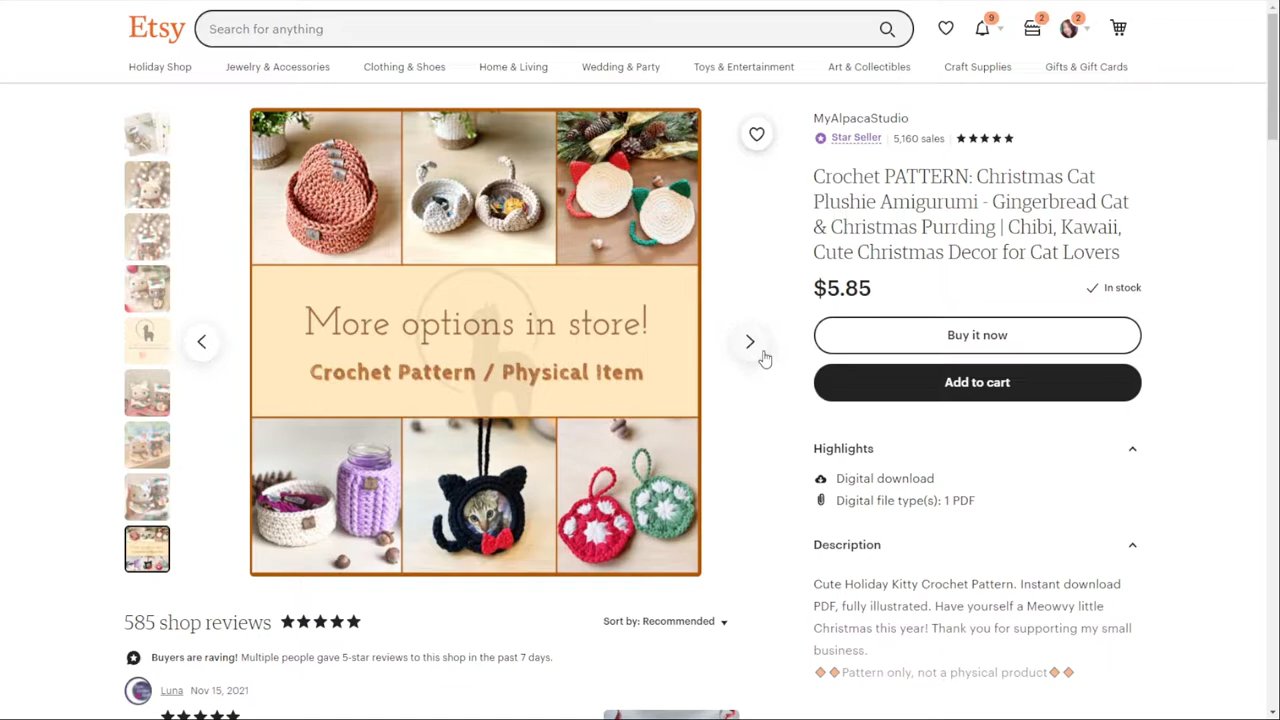 Etsy
Search for anything
9
2
2
Holiday Shop
Jewelry & Accessories
Clothing & Shoes
Home & Living
Wedding & Party
Toys & Entertainment
Art & Collectibles
Craft Supplies
Gifts & Gift Cards
More options in store!
Crochet Pattern / Physical Item
MyAlpacaStudio
Star Seller
5,160 sales
Crochet PATTERN: Christmas Cat
Plushie Amigurumi - Gingerbread Cat
& Christmas Purrding | Chibi, Kawaii,
Cute Christmas Decor for Cat Lovers
$5.85
In stock
Buy it now
Add to cart
Highlights
Digital download
Digital file type(s): 1 PDF
Description
Cute Holiday Kitty Crochet Pattern. Instant download
PDF, fully illustrated. Have yourself a Meowvy little
Christmas this year! Thank you for supporting my small
business.
Pattern only, not a physical product
585 shop reviews
Sort by: Recommended
Buyers are raving! Multiple people gave 5-star reviews to this shop in the past 7 days.
Luna Nov 15, 2021